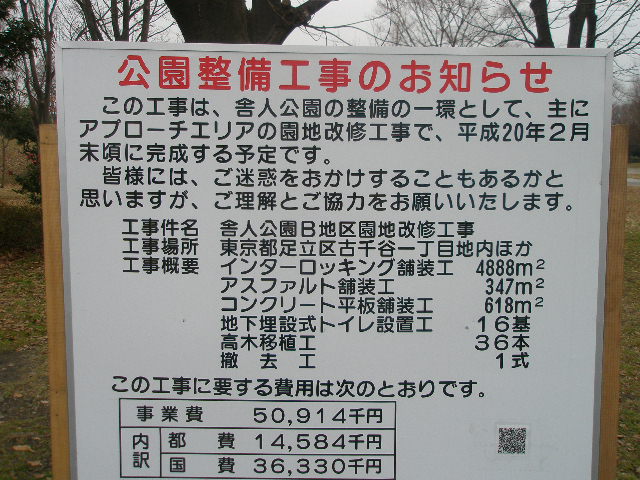 公園整備工事のお知らせ
この工事は、舎人公園の整備の一環として、主に
アプローチエリアの園地改修工事で、平成20年2月
末頃に完成する予定です。
皆様には、ご迷惑をおかけすることもあるかと
思いますが、ご理解とご協力をお願いいたします。
工事件名 舎人公園B地区園地改修工事
工事場所 東京都足立区古千谷一丁目地内ほか
工事概要 インターロッキング舗装工 4888m²
アスファルト舗装工 347m²
コンクリート平板舗装工 618m²
地下埋設式トイレ設置工 16基
高木移植工 36本
撤去工 1式
この工事に要する費用は次のとおりです。
事業費 50,914千円
内訳 都費 14,584千円
国費 36,330千円